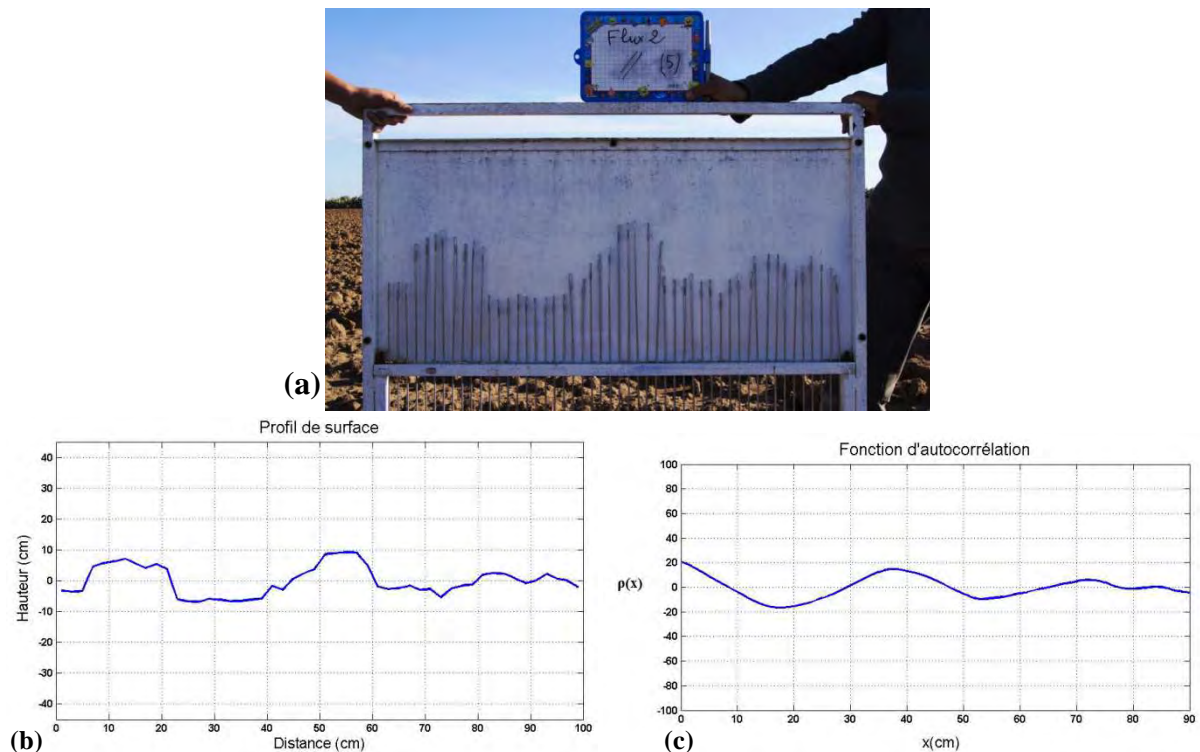 Flux 2
// (5)
(a)
Profil de surface
Hauteur (cm)
40
30
20
10
0
-10
-20
-30
-40
0 10 20 30 40 50 60 70 80 90 100
Distance (cm)
(b)
Fonction d'autocorrélation
ρ(x)
100
80
60
40
20
0
-20
-40
-60
-80
-100
0 10 20 30 40 50 60 70 80 90
x(cm)
(c)